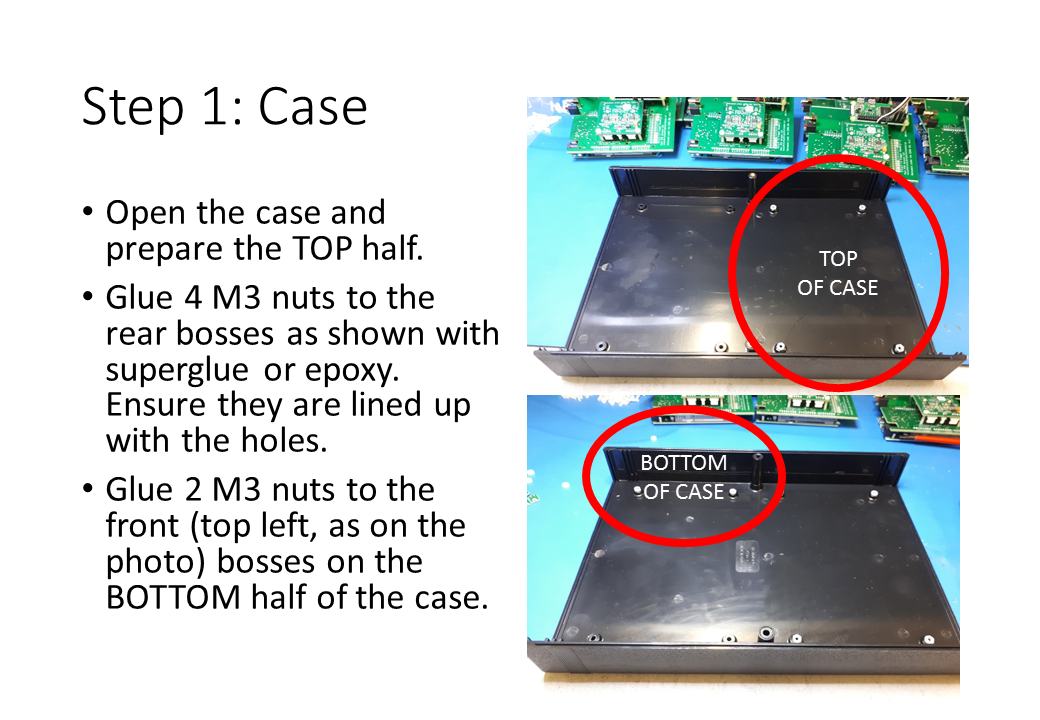 Step 1: Case
• Open the case and
prepare the TOP half.
• Glue 4 M3 nuts to the
rear bosses as shown with
superglue or epoxy.
Ensure they are lined up
with the holes.
• Glue 2 M3 nuts to the
front (top left, as on the
photo) bosses on the
BOTTOM half of the case.
TOP
OF CASE
BOTTOM
OF CASE